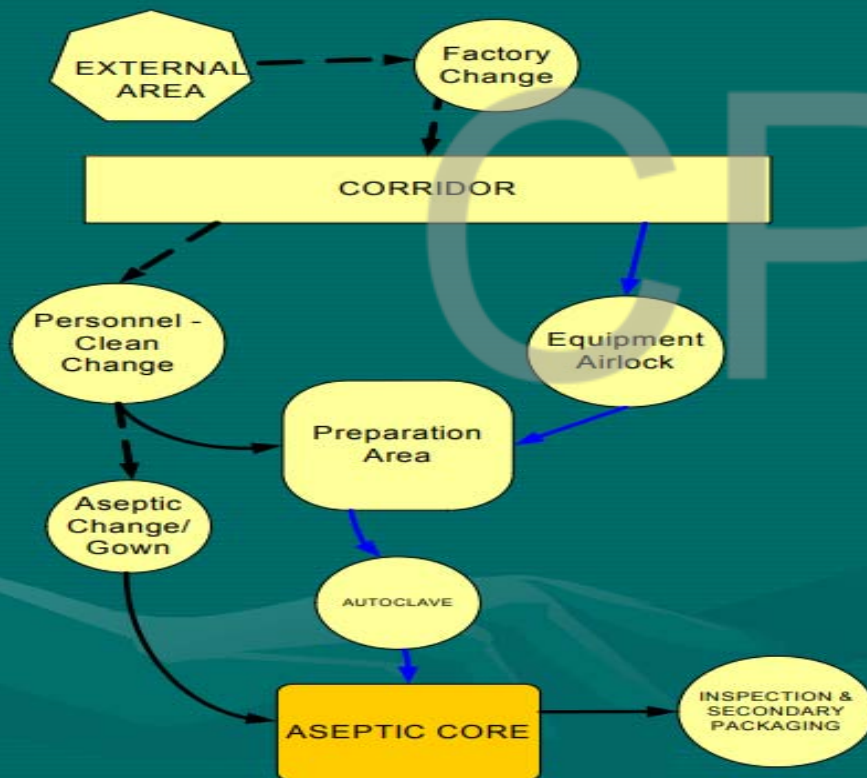 EXTERNAL
AREA
Factory
Change
CORRIDOR
Personnel -
Clean
Change
Equipment
Airlock
Preparation
Area
Aseptic
Change/
Gown
AUTOCLAVE
ASEPTIC CORE
INSPECTION &
SECONDARY
PACKAGING
CP